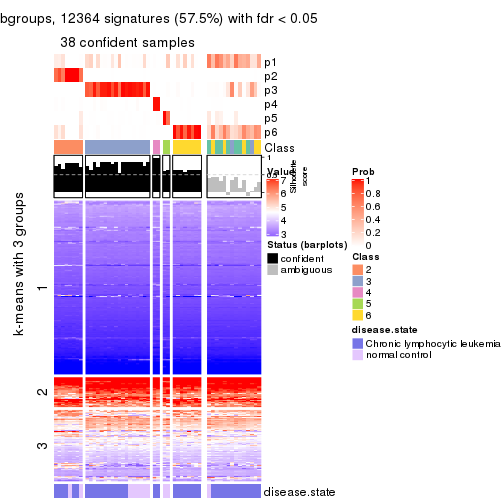 bgroups, 12364 signatures (57.5%) with fdr < 0.05
38 confident samples
p1
p2
p3
p4
p5
p6
Class
1
0.5
0
Silhouette
score
k-means with 3 groups
1
2
3
disease.state
Value
7
6
5
4
3
Status (barplots)
confident
ambiguous
Prob
1
0.8
0.6
0.4
0.2
0
Class
2
3
4
5
6
disease.state
Chronic lymphocytic leukemia
normal control